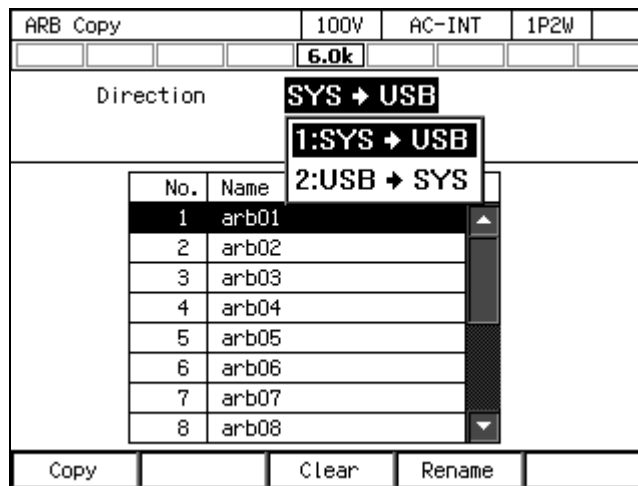 ARB Copy 100V AC-INT 1P2W
6.0k
Direction SYS → USB
1:SYS → USB
2:USB → SYS
No. Name
1 arb01
2 arb02
3 arb03
4 arb04
5 arb05
6 arb06
7 arb07
8 arb08
Copy Clear Rename